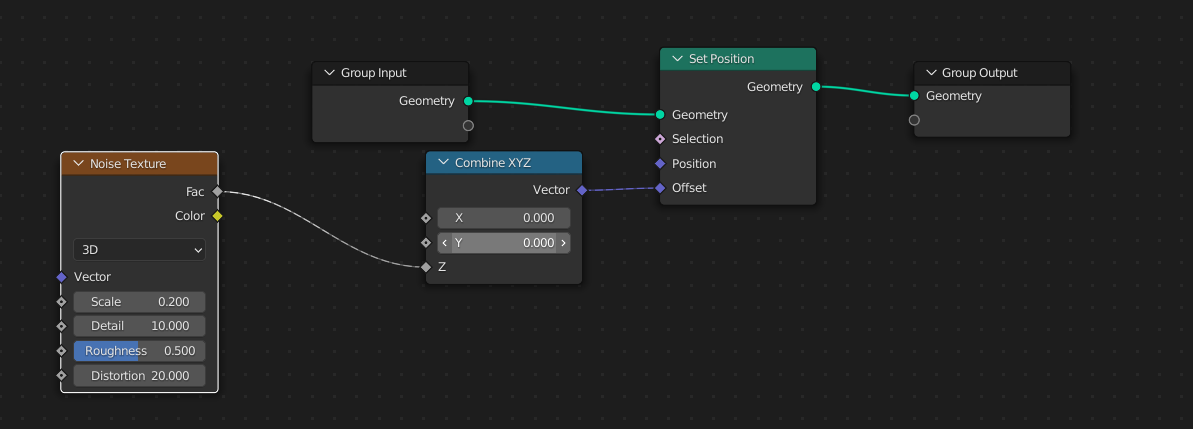 Noise Texture
Fac
Color
3D
Vector
Scale 0.200
Detail 10.000
Roughness 0.500
Distortion 20.000
Group Input
Geometry
Combine XYZ
Vector
X 0.000
Y 0.000
Z
Set Position
Geometry
Geometry
Selection
Position
Offset
Group Output
Geometry